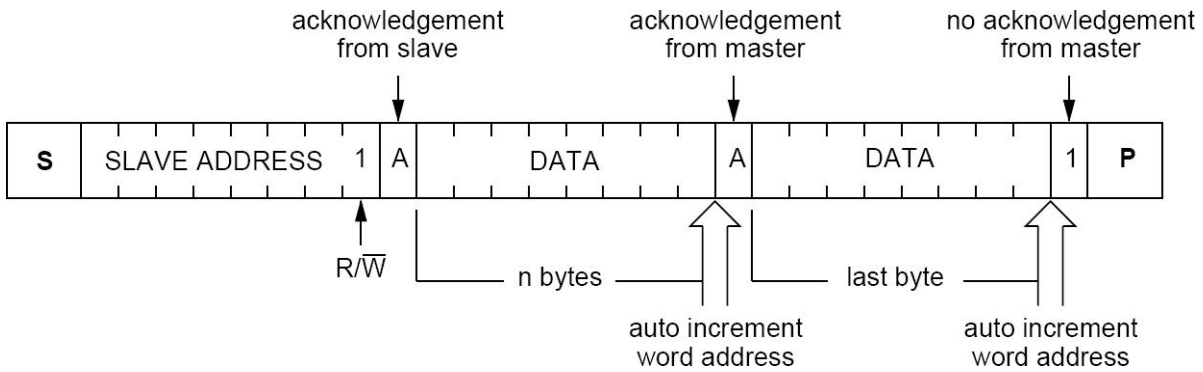 acknowledgement
from slave
acknowledgement
from master
no acknowledgement
from master
S SLAVE ADDRESS 1 A DATA A DATA 1 P
R/W̅
n bytes
last byte
auto increment
word address
auto increment
word address